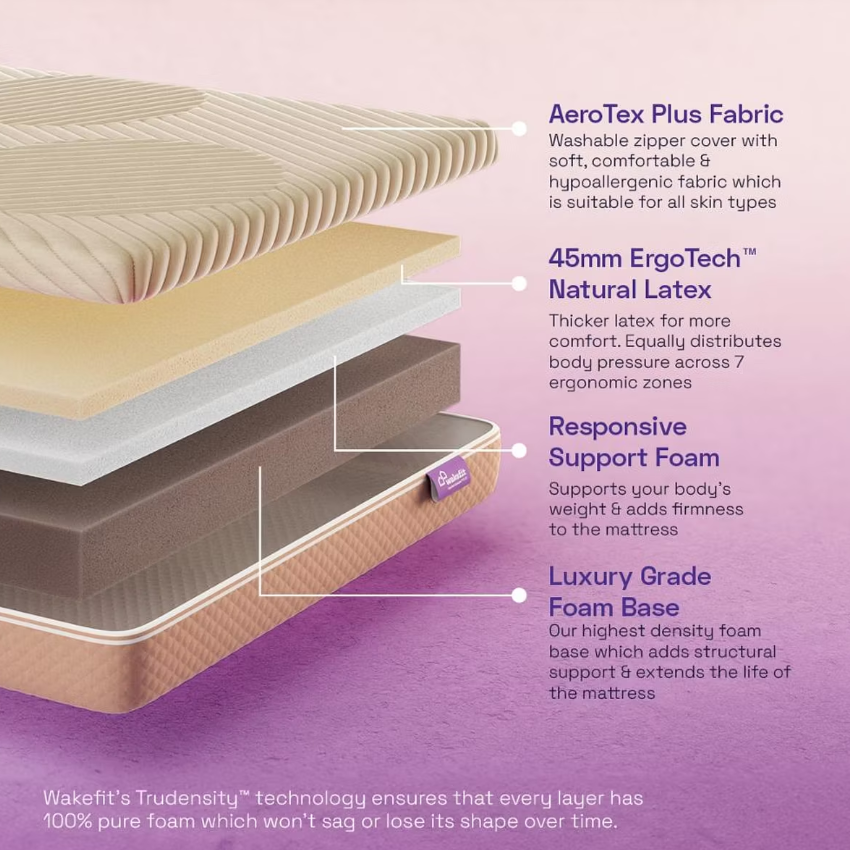 AeroTex Plus Fabric
Washable zipper cover with
soft, comfortable &
hypoallergenic fabric which
is suitable for all skin types
45mm ErgoTech™
Natural Latex
Thicker latex for more
comfort. Equally distributes
body pressure across 7
ergonomic zones
Responsive
Support Foam
wakefit
Supports your body's
weight & adds firmness
to the mattress
Luxury Grade
Foam Base
Our highest density foam
base which adds structural
support & extends the life of
the mattress
Wakefit's Trudensity™ technology ensures that every layer has
100% pure foam which won't sag or lose its shape over time.